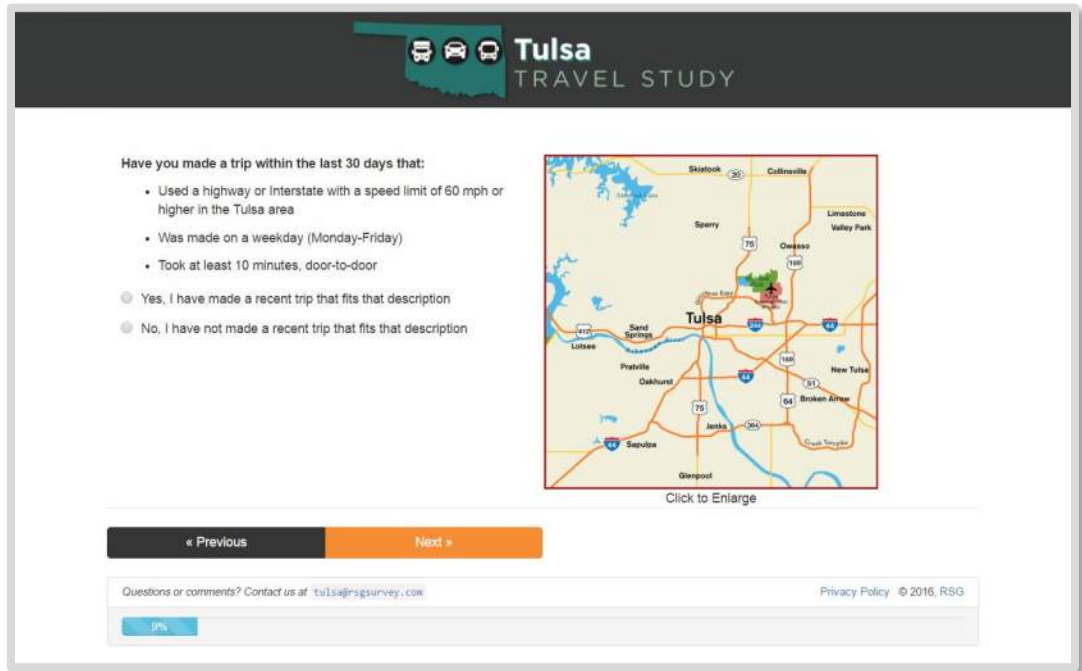 Tulsa
TRAVEL STUDY
Have you made a trip within the last 30 days that:
• Used a highway or Interstate with a speed limit of 60 mph or
higher in the Tulsa area
• Was made on a weekday (Monday-Friday)
• Took at least 10 minutes, door-to-door
Yes, I have made a recent trip that fits that description
No, I have not made a recent trip that fits that description
Skiatook
20
Collinsville
Limestone
Valley Park
Sperry
75
Owasso
169
Tulsa
412
Sand
Springs
244
44
Lotsee
Pratville
Oakhurst
169
New Tulsa
44
51
75
64
Broken Arrow
Jenks
364
44
Sapulpa
Creek Turnpike
Glenpool
Click to Enlarge
« Previous
Next »
Questions or comments? Contact us at tulsa@rsgsurvey.com
Privacy Policy © 2016, RSG
9%